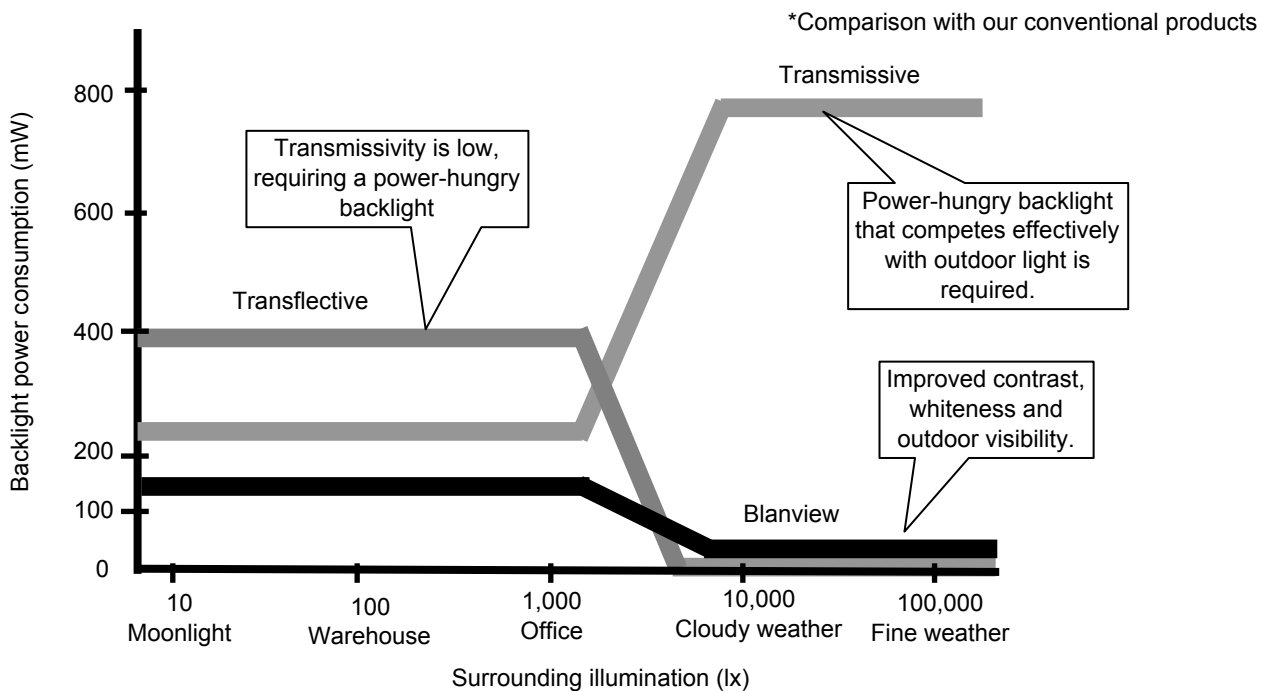 *Comparison with our conventional products
Transmissive
800
Transmissivity is low,
requiring a power-hungry
backlight
Power-hungry backlight
that competes effectively
with outdoor light is
required.
600
Backlight power consumption (mW)
Transflective
400
Improved contrast,
whiteness and
outdoor visibility.
200
100
Blanview
0
10
Moonlight
100
Warehouse
1,000
Office
10,000
Cloudy weather
100,000
Fine weather
Surrounding illumination (lx)